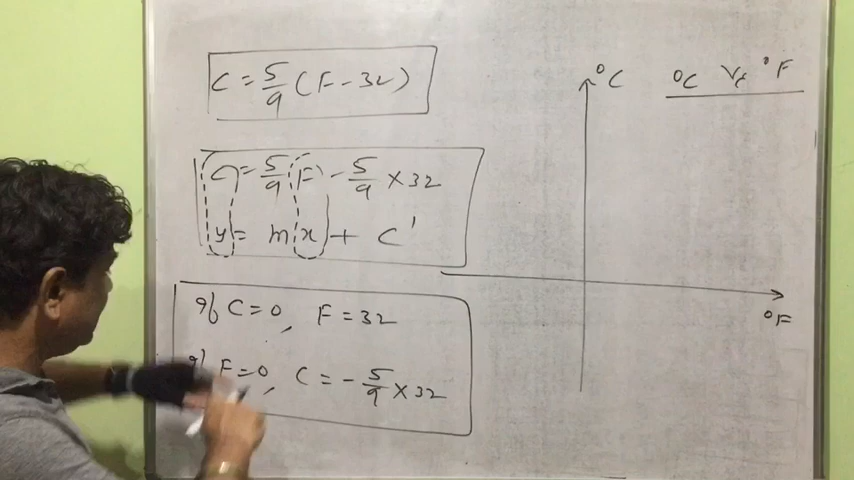 C = 5/9 (F - 32)
C = 5/9 F - 5/9 × 32
y = m x + C'
If C = 0, F = 32
If F = 0, C = - 5/9 × 32
°C Vs °F
°C
°F